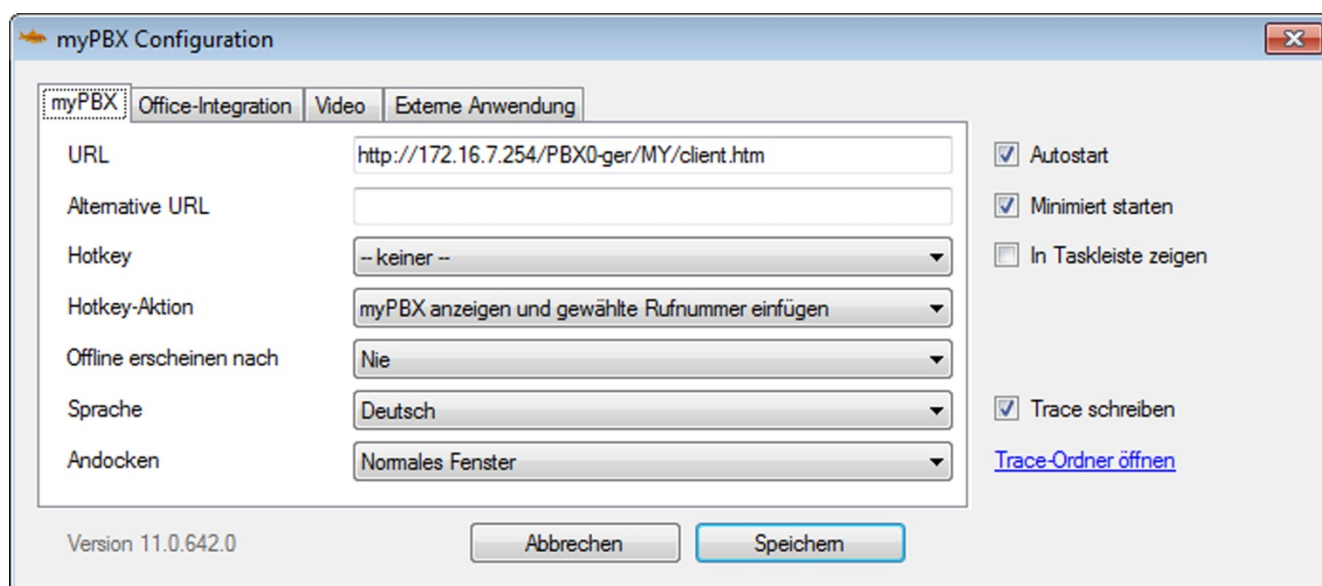 myPBX Configuration
myPBX Office-Integration Video Externe Anwendung
URL http://172.16.7.254/PBX0-ger/MY/client.htm Autostart
Alternative URL Minimiert starten
Hotkey -- keiner -- In Taskleiste zeigen
Hotkey-Aktion myPBX anzeigen und gewählte Rufnummer einfügen
Offline erscheinen nach Nie
Sprache Deutsch Trace schreiben
Andocken Normales Fenster Trace-Ordner öffnen
Version 11.0.642.0 Abbrechen Speichern